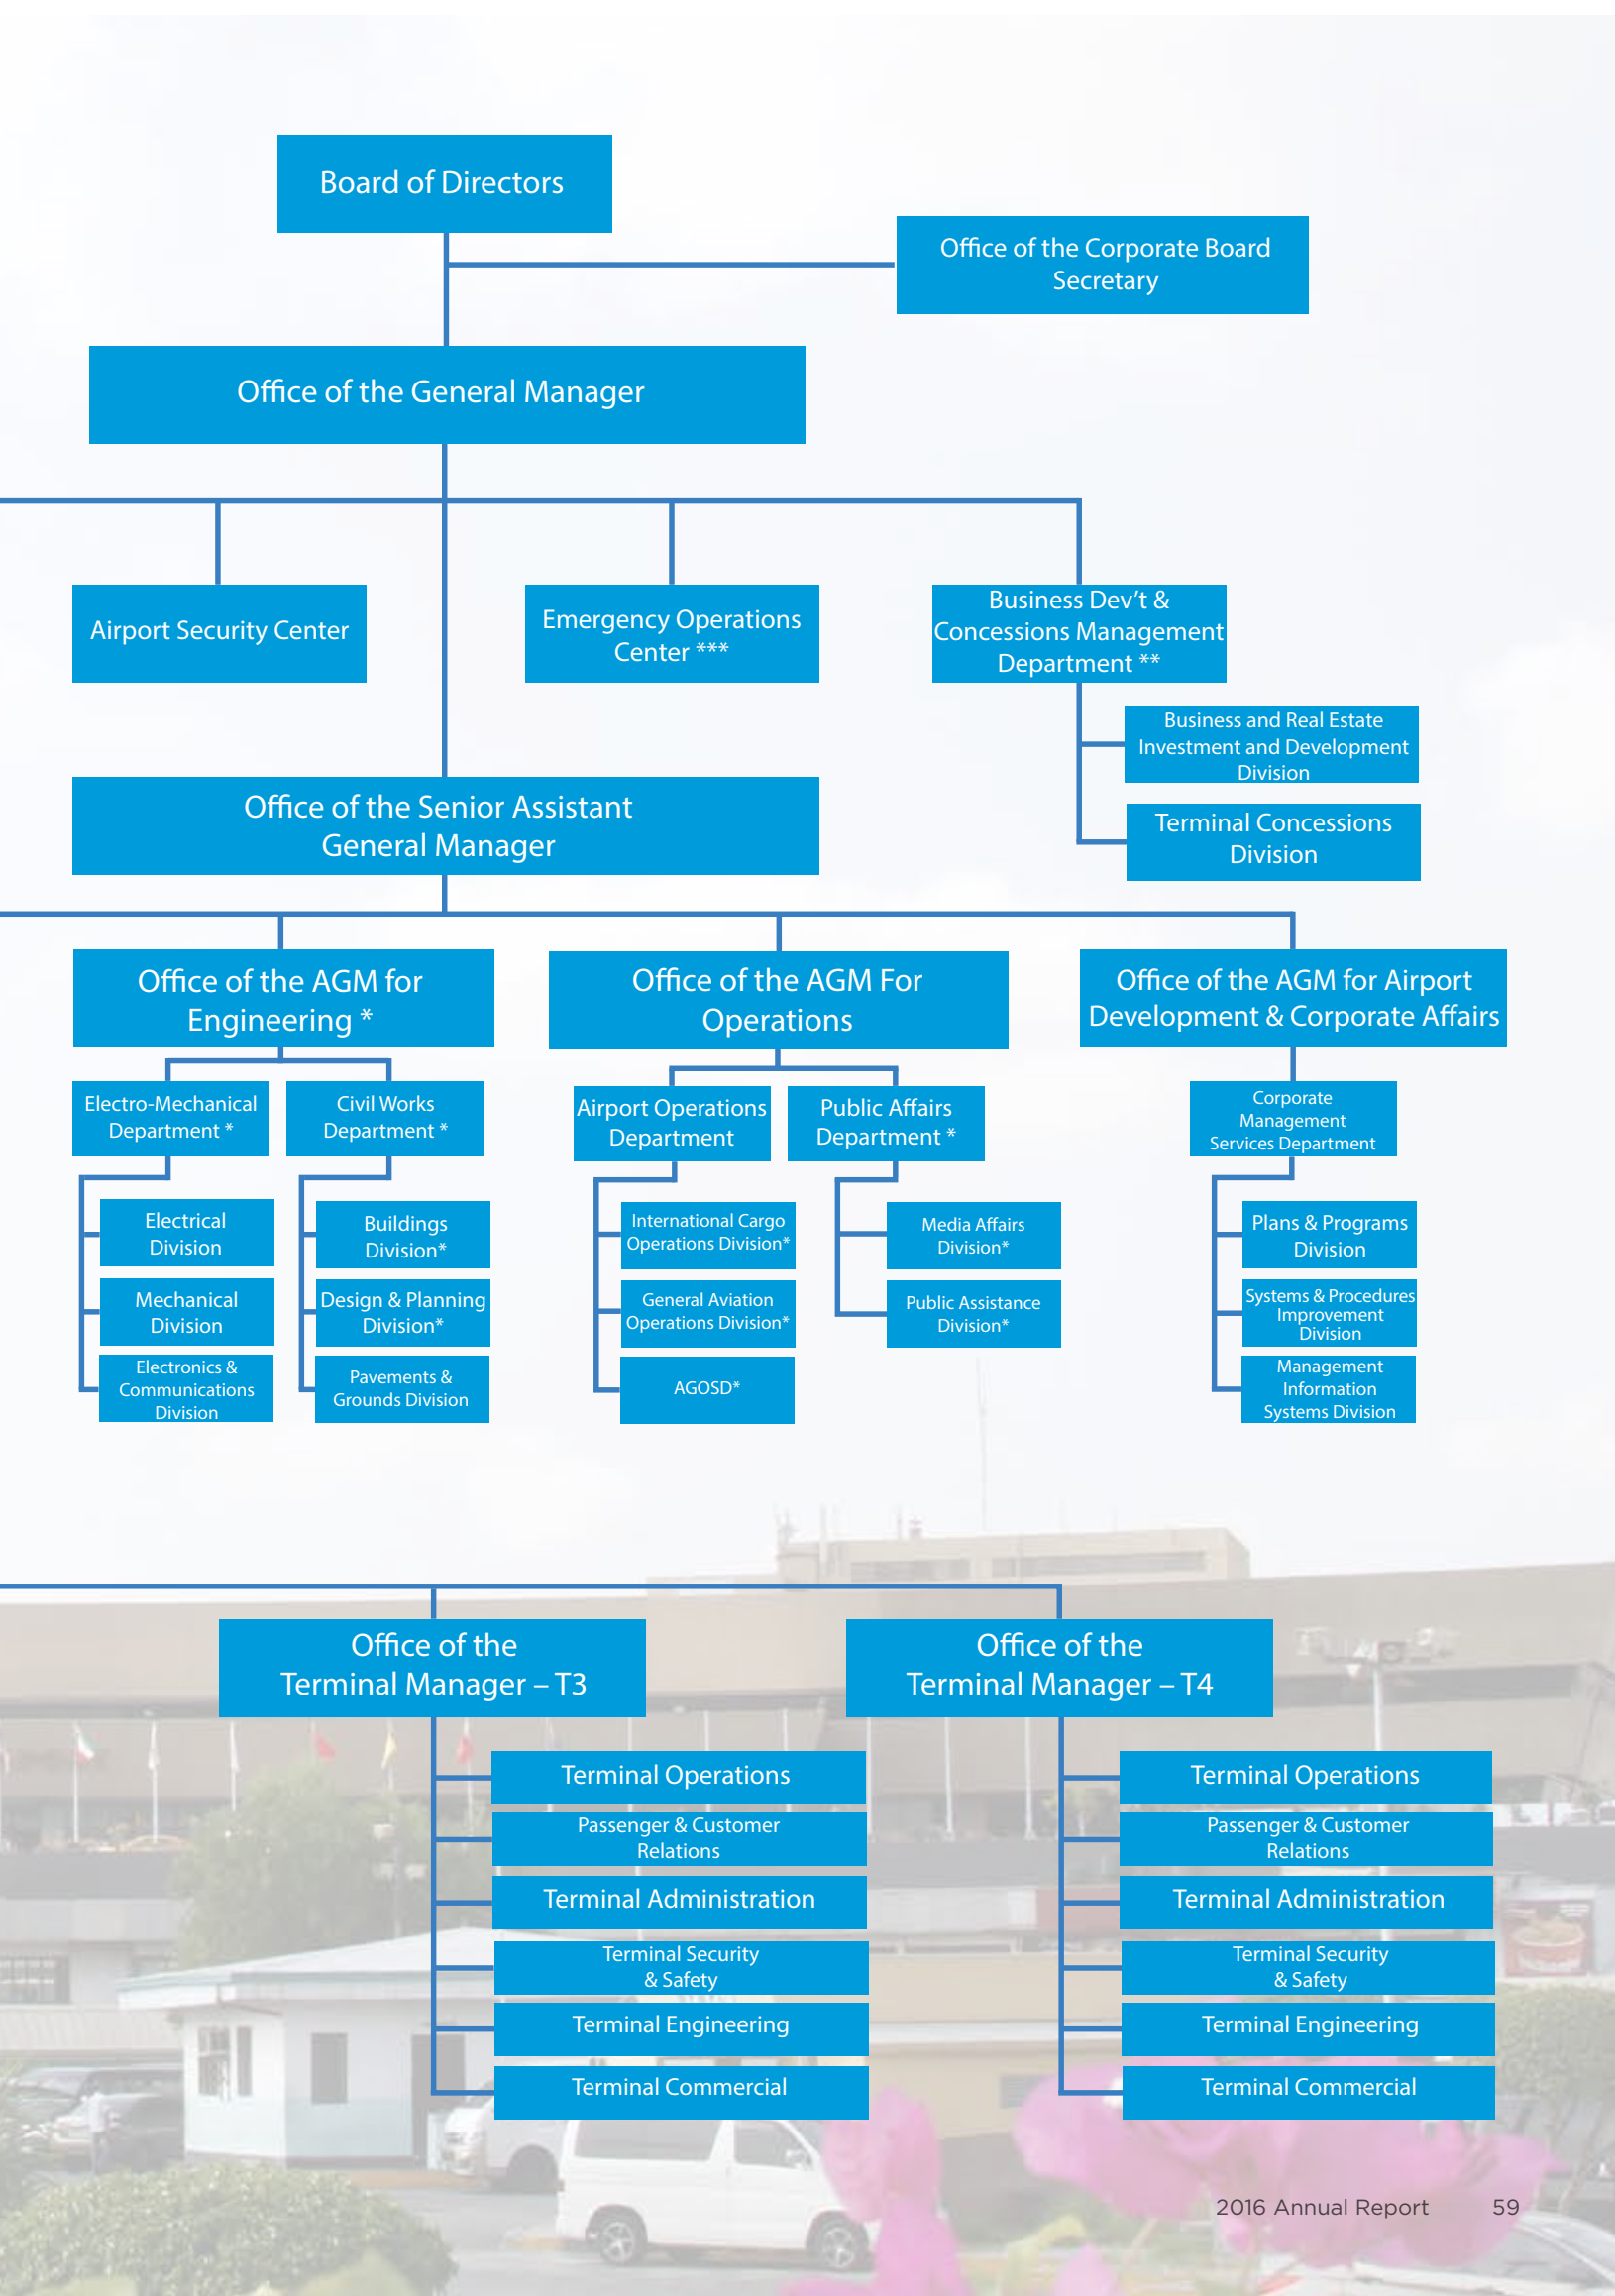 Board of Directors
Office of the Corporate Board
Secretary
Office of the General Manager
Airport Security Center
Emergency Operations
Center ***
Business Dev’t &
Concessions Management
Department **
Business and Real Estate
Investment and Development
Division
Terminal Concessions
Division
Office of the Senior Assistant
General Manager
Office of the AGM for
Engineering *
Office of the AGM For
Operations
Office of the AGM for Airport
Development & Corporate Affairs
Electro-Mechanical
Department *
Civil Works
Department *
Airport Operations
Department
Public Affairs
Department *
Corporate
Management
Services Department
Electrical
Division
Mechanical
Division
Electronics &
Communications
Division
Buildings
Division*
Design & Planning
Division*
Pavements &
Grounds Division
International Cargo
Operations Division*
General Aviation
Operations Division*
AGOSD*
Media Affairs
Division*
Public Assistance
Division*
Plans & Programs
Division
Systems & Procedures
Improvement
Division
Management
Information
Systems Division
Office of the
Terminal Manager – T3
Terminal Operations
Passenger & Customer
Relations
Terminal Administration
Terminal Security
& Safety
Terminal Engineering
Terminal Commercial
Office of the
Terminal Manager – T4
Terminal Operations
Passenger & Customer
Relations
Terminal Administration
Terminal Security
& Safety
Terminal Engineering
Terminal Commercial
2016 Annual Report 59